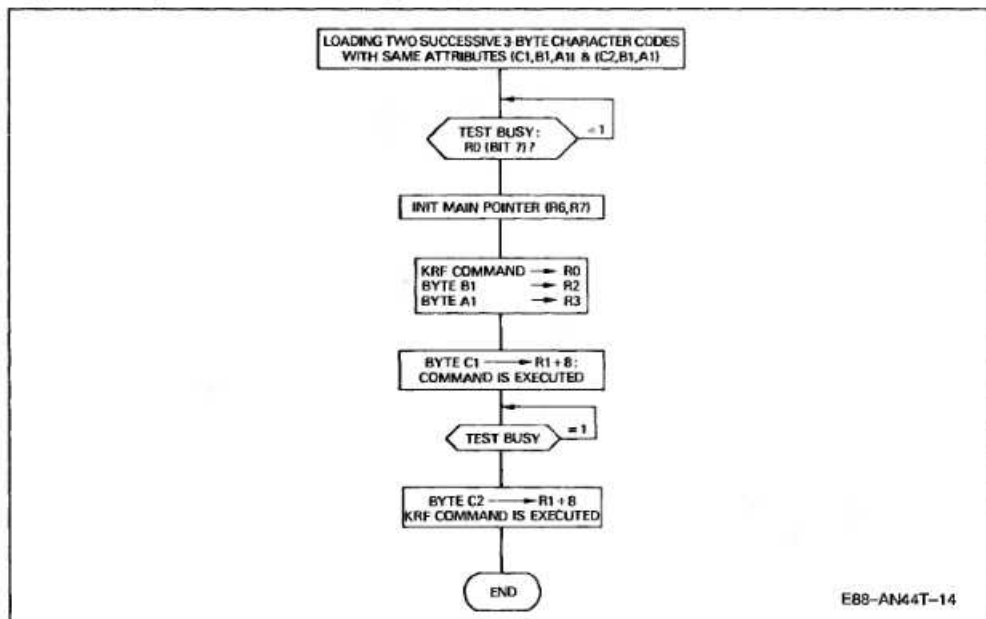 LOADING TWO SUCCESSIVE 3-BYTE CHARACTER CODES
WITH SAME ATTRIBUTES (C1,B1,A1) & (C2,B1,A1)
TEST BUSY:
R0 (BIT 7)?
= 1
INIT MAIN POINTER (R6,R7)
KRF COMMAND → R0
BYTE B1 → R2
BYTE A1 → R3
BYTE C1 → R1+8:
COMMAND IS EXECUTED
TEST BUSY
= 1
BYTE C2 → R1+8
KRF COMMAND IS EXECUTED
END
E88-AN44T-14